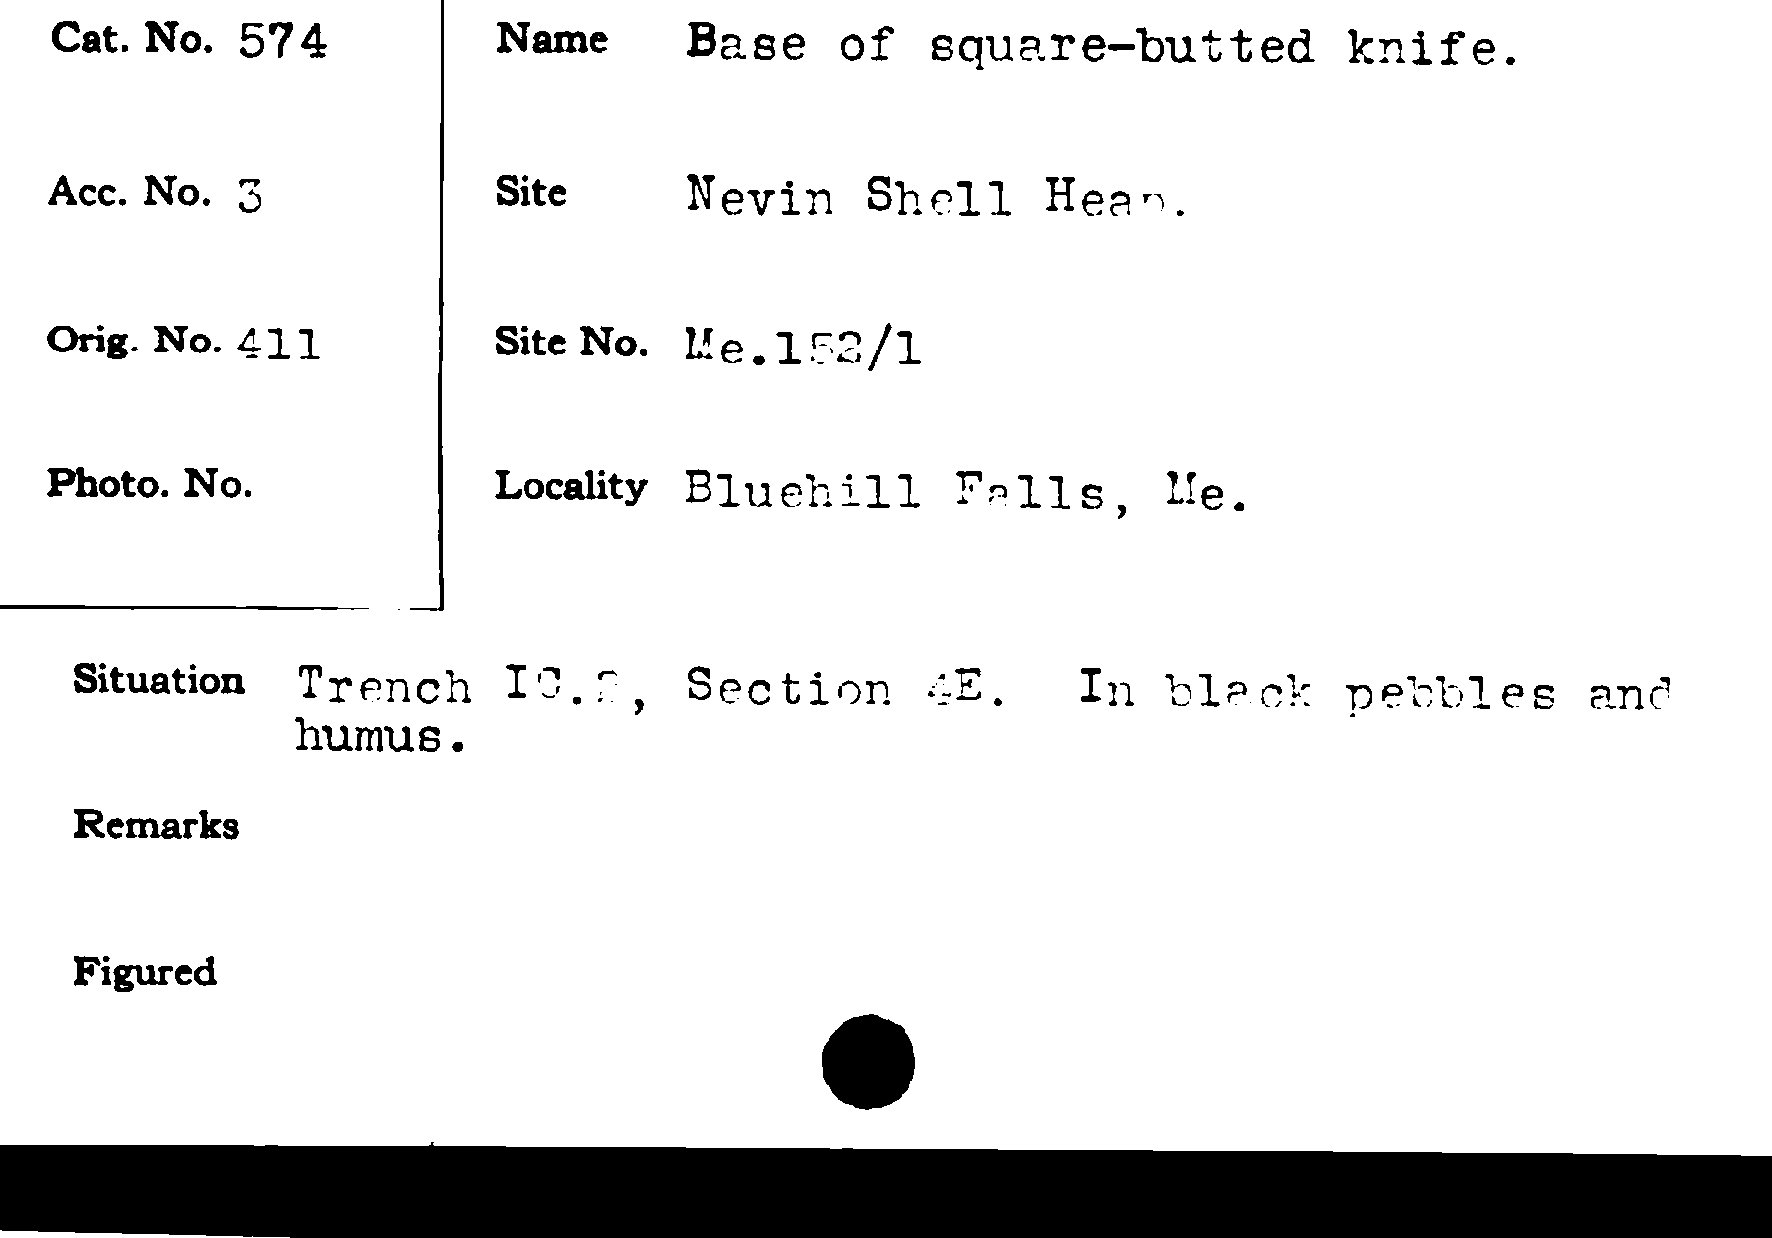 Cat. No. 574
Name Base of square-butted knife.
Acc. No. 3
Site Nevin Shell Heap.
Orig. No. 411
Site No. Me.152/1
Photo. No.
Locality Bluehill Falls, Me.
Situation Trench Section 4E. In black pebbles and
humus.
Remarks
Figured